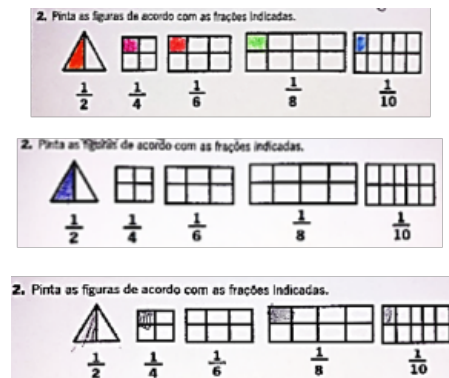 2. Pinta as figuras de acordo com as frações indicadas.
1/2 1/4 1/6 1/8 1/10
2. Pinta as figuras de acordo com as frações indicadas.
1/2 1/4 1/6 1/8 1/10
2. Pinta as figuras de acordo com as frações indicadas.
1/2 1/4 1/6 1/8 1/10